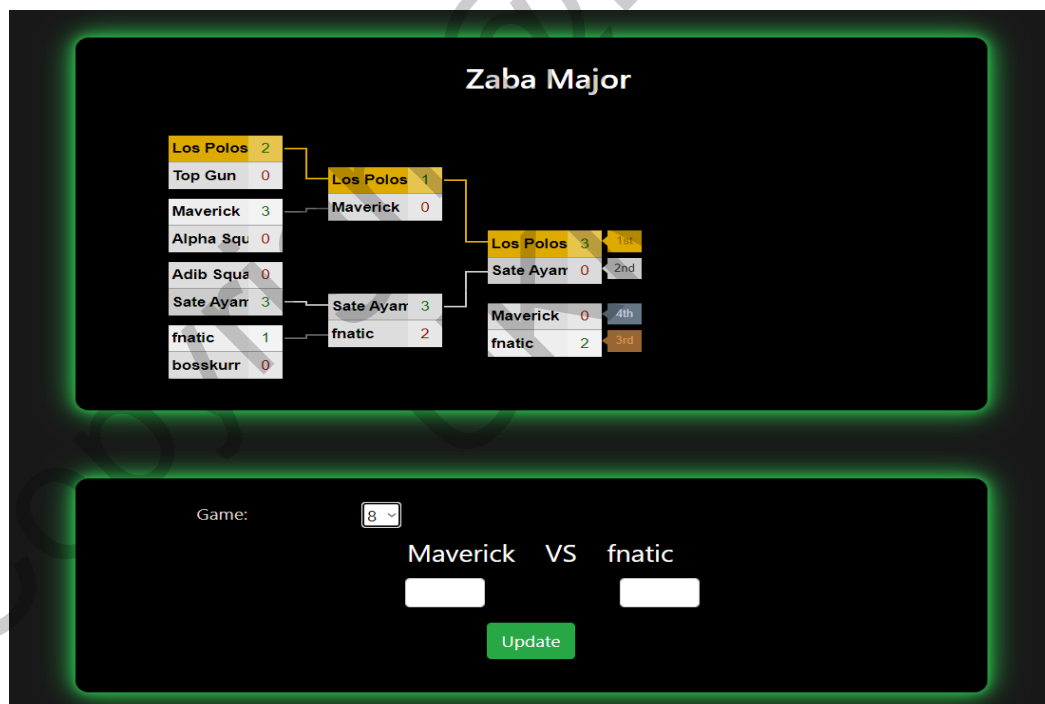 Zaba Major
Los Polos 2
Top Gun 0
Maverick 3
Alpha Squ 0
Adib Squa 0
Sate Ayam 3
fnatic 1
bosskurr 0
Los Polos 1
Maverick 0
Sate Ayam 3
fnatic 2
Los Polos 3 1st
Sate Ayam 0 2nd
Maverick 0 4th
fnatic 2 3rd
Game: 8
Maverick VS fnatic
Update